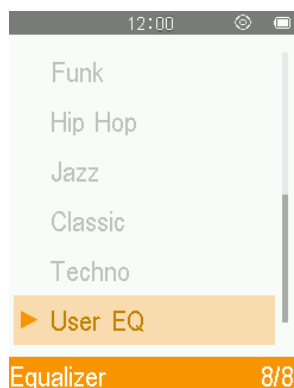 12:00
Funk
Hip Hop
Jazz
Classic
Techno
User EQ
Equalizer 8/8